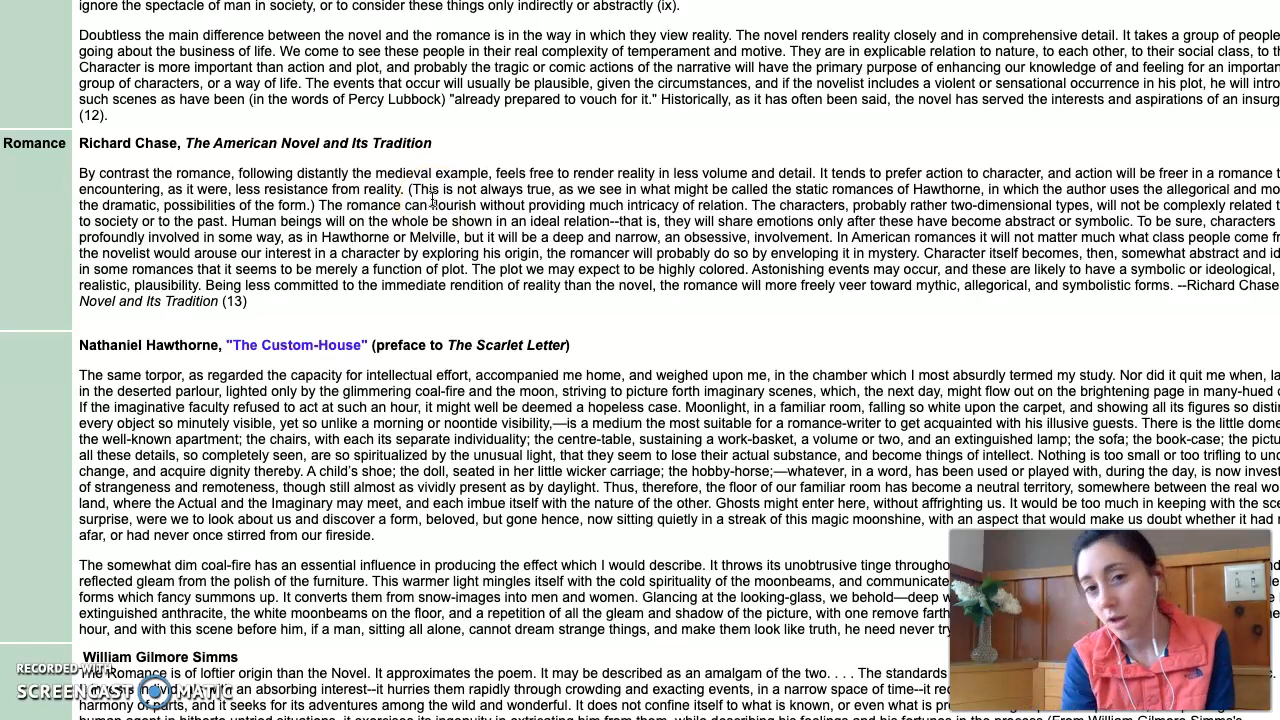 ignore the spectacle of man in society, or to consider these things only indirectly or abstractly (ix).
Doubtless the main difference between the novel and the romance is in the way in which they view reality. The novel renders reality closely and in comprehensive detail. It takes a group of people
going about the business of life. We come to see these people in their real complexity of temperament and motive. They are in explicable relation to nature, to each other, to their social class, to t
Character is more important than action and plot, and probably the tragic or comic actions of the narrative will have the primary purpose of enhancing our knowledge of and feeling for an importan
group of characters, or a way of life. The events that occur will usually be plausible, given the circumstances, and if the novelist includes a violent or sensational occurrence in his plot, he will intro
such scenes as have been (in the words of Percy Lubbock) "already prepared to vouch for it." Historically, as it has often been said, the novel has served the interests and aspirations of an insurg
(12).
Romance
Richard Chase, The American Novel and Its Tradition
By contrast the romance, following distantly the medieval example, feels free to render reality in less volume and detail. It tends to prefer action to character, and action will be freer in a romance t
encountering, as it were, less resistance from reality. (This is not always true, as we see in what might be called the static romances of Hawthorne, in which the author uses the allegorical and mo
the dramatic, possibilities of the form.) The romance can flourish without providing much intricacy of relation. The characters, probably rather two-dimensional types, will not be complexly related t
to society or to the past. Human beings will on the whole be shown in an ideal relation--that is, they will share emotions only after these have become abstract or symbolic. To be sure, characters
profoundly involved in some way, as in Hawthorne or Melville, but it will be a deep and narrow, an obsessive, involvement. In American romances it will not matter much what class people come fr
the novelist would arouse our interest in a character by exploring his origin, the romancer will probably do so by enveloping it in mystery. Character itself becomes, then, somewhat abstract and id
in some romances that it seems to be merely a function of plot. The plot we may expect to be highly colored. Astonishing events may occur, and these are likely to have a symbolic or ideological,
realistic, plausibility. Being less committed to the immediate rendition of reality than the novel, the romance will more freely veer toward mythic, allegorical, and symbolistic forms. --Richard Chase
Novel and Its Tradition (13)
Nathaniel Hawthorne, "The Custom-House" (preface to The Scarlet Letter)
The same torpor, as regarded the capacity for intellectual effort, accompanied me home, and weighed upon me, in the chamber which I most absurdly termed my study. Nor did it quit me when, la
in the deserted parlour, lighted only by the glimmering coal-fire and the moon, striving to picture forth imaginary scenes, which, the next day, might flow out on the brightening page in many-hued d
If the imaginative faculty refused to act at such an hour, it might well be deemed a hopeless case. Moonlight, in a familiar room, falling so white upon the carpet, and showing all its figures so disti
every object so minutely visible, yet so unlike a morning or noontide visibility,—is a medium the most suitable for a romance-writer to get acquainted with his illusive guests. There is the little dome
the well-known apartment; the chairs, with each its separate individuality; the centre-table, sustaining a work-basket, a volume or two, and an extinguished lamp; the sofa; the book-case; the pictu
all these details, so completely seen, are so spiritualized by the unusual light, that they seem to lose their actual substance, and become things of intellect. Nothing is too small or too trifling to und
change, and acquire dignity thereby. A child's shoe; the doll, seated in her little wicker carriage; the hobby-horse;—whatever, in a word, has been used or played with, during the day, is now invest
of strangeness and remoteness, though still almost as vividly present as by daylight. Thus, therefore, the floor of our familiar room has become a neutral territory, somewhere between the real wo
land, where the Actual and the Imaginary may meet, and each imbue itself with the nature of the other. Ghosts might enter here, without affrighting us. It would be too much in keeping with the sce
surprise, were we to look about us and discover a form, beloved, but gone hence, now sitting quietly in a streak of this magic moonshine, with an aspect that would make us doubt whether it had r
afar, or had never once stirred from our fireside.
The somewhat dim coal-fire has an essential influence in producing the effect which I would describe. It throws its unobtrusive tinge througho
reflected gleam from the polish of the furniture. This warmer light mingles itself with the cold spirituality of the moonbeams, and communicate
forms which fancy summons up. It converts them from snow-images into men and women. Glancing at the looking-glass, we behold—deep w
extinguished anthracite, the white moonbeams on the floor, and a repetition of all the gleam and shadow of the picture, with one remove farth
hour, and with this scene before him, if a man, sitting all alone, cannot dream strange things, and make them look like truth, he need never try
William Gilmore Simms
Romance is of loftier origin than the Novel. It approximates the poem. It may be described as an amalgam of the two. . . . The standards
an absorbing interest--it hurries them rapidly through crowding and exacting events, in a narrow space of time--it req
harmony of parts, and it seeks for its adventures among the wild and wonderful. It does not confine itself to what is known, or even what is pro
human agent in hitherto untried situations, it exercises its ingenuity in extricating him from them, while describing his feelings and his fortunes in the process (From William Gilmore Simms's
RECORDED WITH
SCREENCAST MATIC